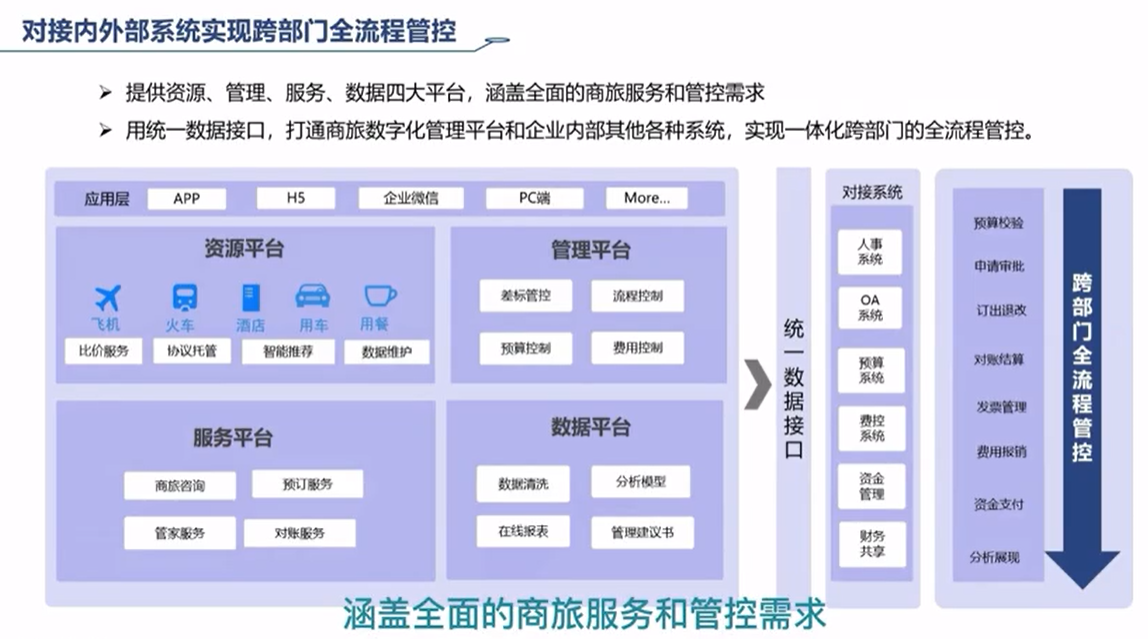 对接内外部系统实现跨部门全流程管控
➤ 提供资源、管理、服务、数据四大平台，涵盖全面的商旅服务和管控需求
➤ 用统一数据接口，打通商旅数字化管理平台和企业内部其他各种系统，实现一体化跨部门的全流程管控。
应用层 APP H5 企业微信 PC端 More...
资源平台
飞机 火车 酒店 用车 用餐
比价服务 协议托管 智能推荐 数据维护
管理平台
差标管控 流程控制
预算控制 费用控制
服务平台
商旅咨询 预订服务
管家服务 对账服务
数据平台
数据清洗 分析模型
在线报表 管理建议书
统一数据接口
对接系统
人事
系统
OA
系统
预算
系统
费控
系统
资金
管理
财务
共享
预算校验
申请审批
订出退改
对账结算
发票管理
费用报销
资金支付
分析展现
跨部门全流程管控
涵盖全面的商旅服务和管控需求